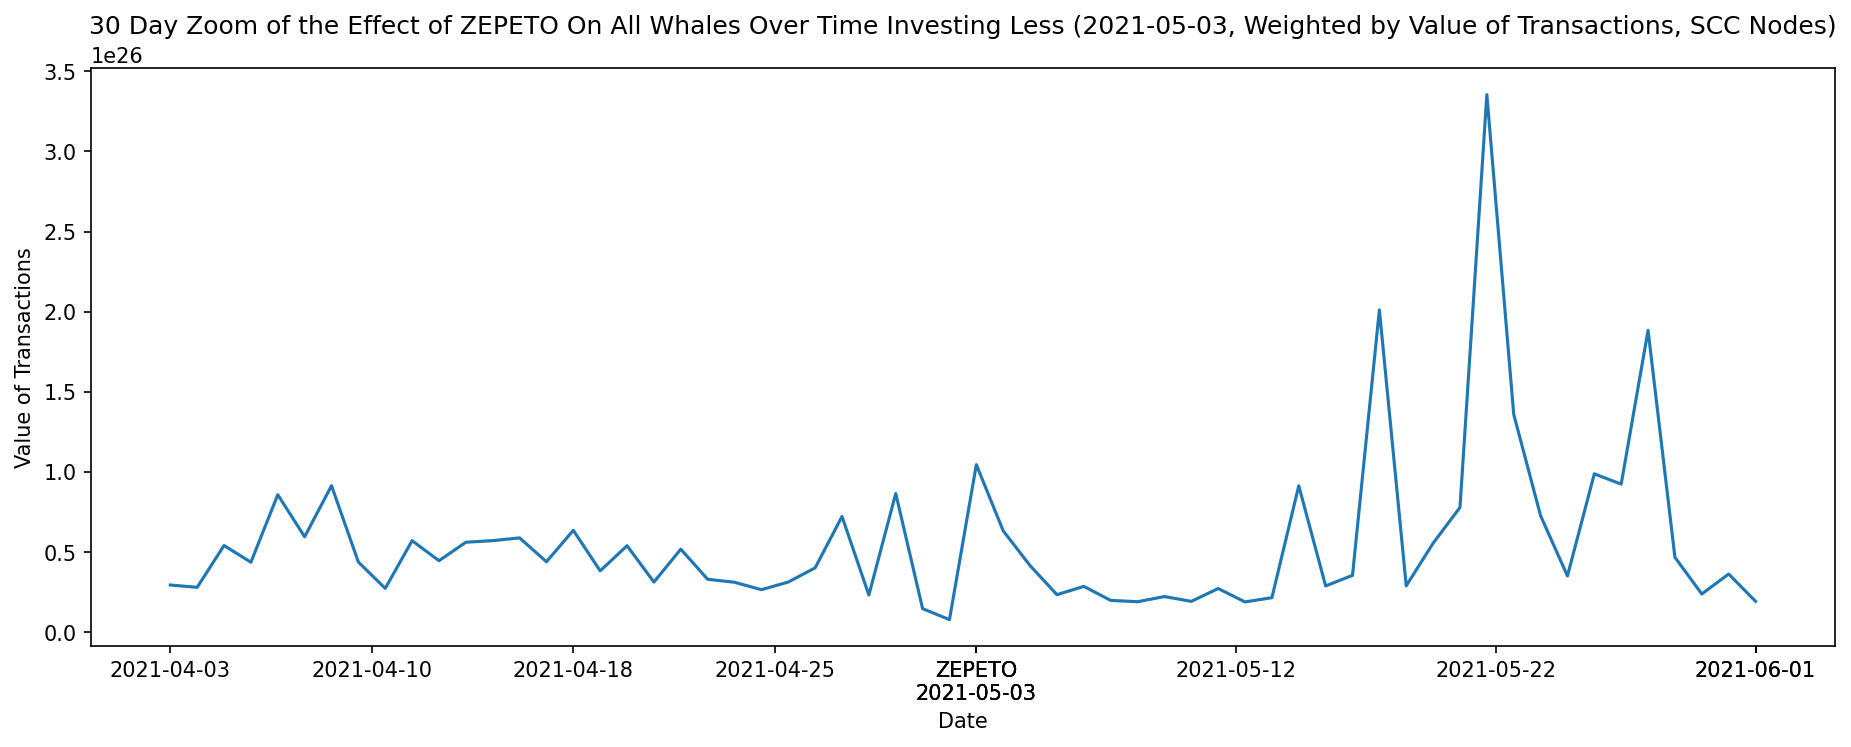 30 Day Zoom of the Effect of ZEPETO On All Whales Over Time Investing Less (2021-05-03, Weighted by Value of Transactions, SCC Nodes)
1e26
3.5
3.0
2.5
2.0
1.5
1.0
0.5
0.0
Value of Transactions
2021-04-03 2021-04-10 2021-04-18 2021-04-25 ZEPETO 2021-05-12 2021-05-22 2021-06-01
2021-05-03
Date